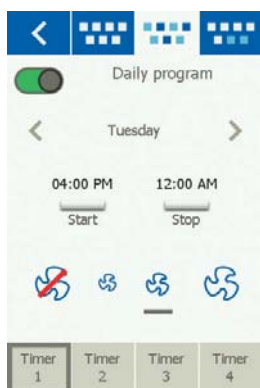 Daily program
Tuesday
04:00 PM 12:00 AM
Start Stop
Timer Timer Timer Timer
1 2 3 4